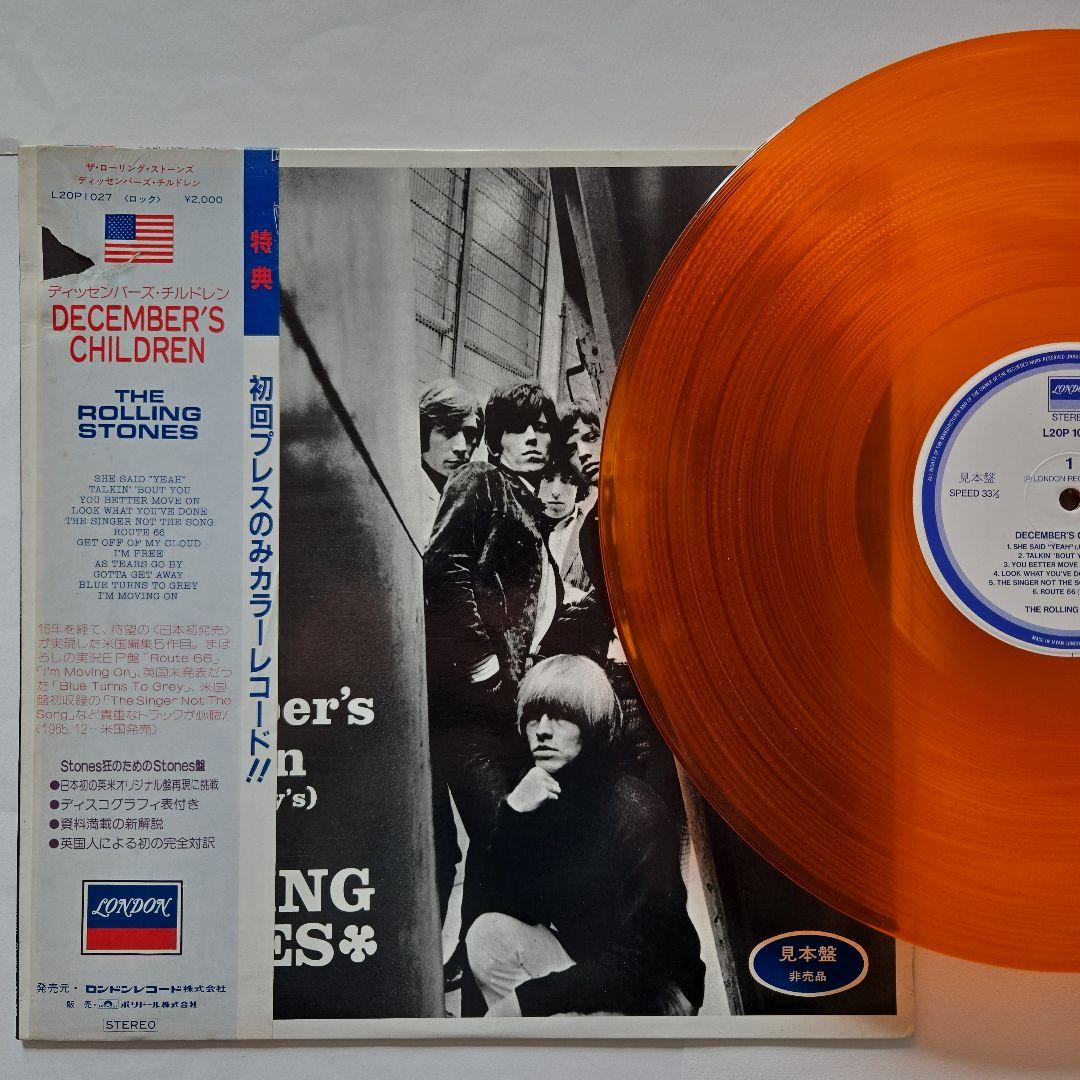 ザ・ローリング・ストーンズ
ディッセンバーズ・チルドレン
L20P1027 〈ロック〉 ¥2,000
ディッセンバーズ・チルドレン
DECEMBER'S
CHILDREN
THE
ROLLING
STONES
SHE SAID "YEAH"
TALKIN' 'BOUT YOU
YOU BETTER MOVE ON
LOOK WHAT YOU'VE DONE
THE SINGER NOT THE SONG
ROUTE 66
GET OFF OF MY CLOUD
I'M FREE
AS TEARS GO BY
GOTTA GET AWAY
BLUE TURNS TO GREY
I'M MOVING ON
16年を経て、待望の〈日本初発売〉
が実現した米国編集5作目。まぼ
ろしの実況EP盤「Route 66」
「I'm Moving On」、英国未発表だっ
た「Blue Turns To Grey」、米国
盤初収録の「The Singer Not The
Song」など貴重なトラックが必聴!
(1965.12—米国発売)
Stones狂のためのStones盤
●日本初の英米オリジナル盤再現に挑戦
●ディスコグラフィ表付き
●資料満載の新解説
●英国人による初の完全対訳
LONDON
発売元・ロンドンレコード株式会社
販売・ポリドール株式会社
STEREO
特典
初回プレスのみカラーレコード!!
er's
n
y's)
ING
ES
見本盤
非売品
LONDO
STERE
L20P 10
1
見本盤
SPEED 33⅓
Ⓟ LONDON REC
DECEMBER'S C
1. SHE SAID "YEAH" (
2. TALKIN' 'BOUT Y
3. YOU BETTER MOVE
4. LOOK WHAT YOU'VE DO
5. THE SINGER NOT THE S
6. ROUTE 66 (
THE ROLLING